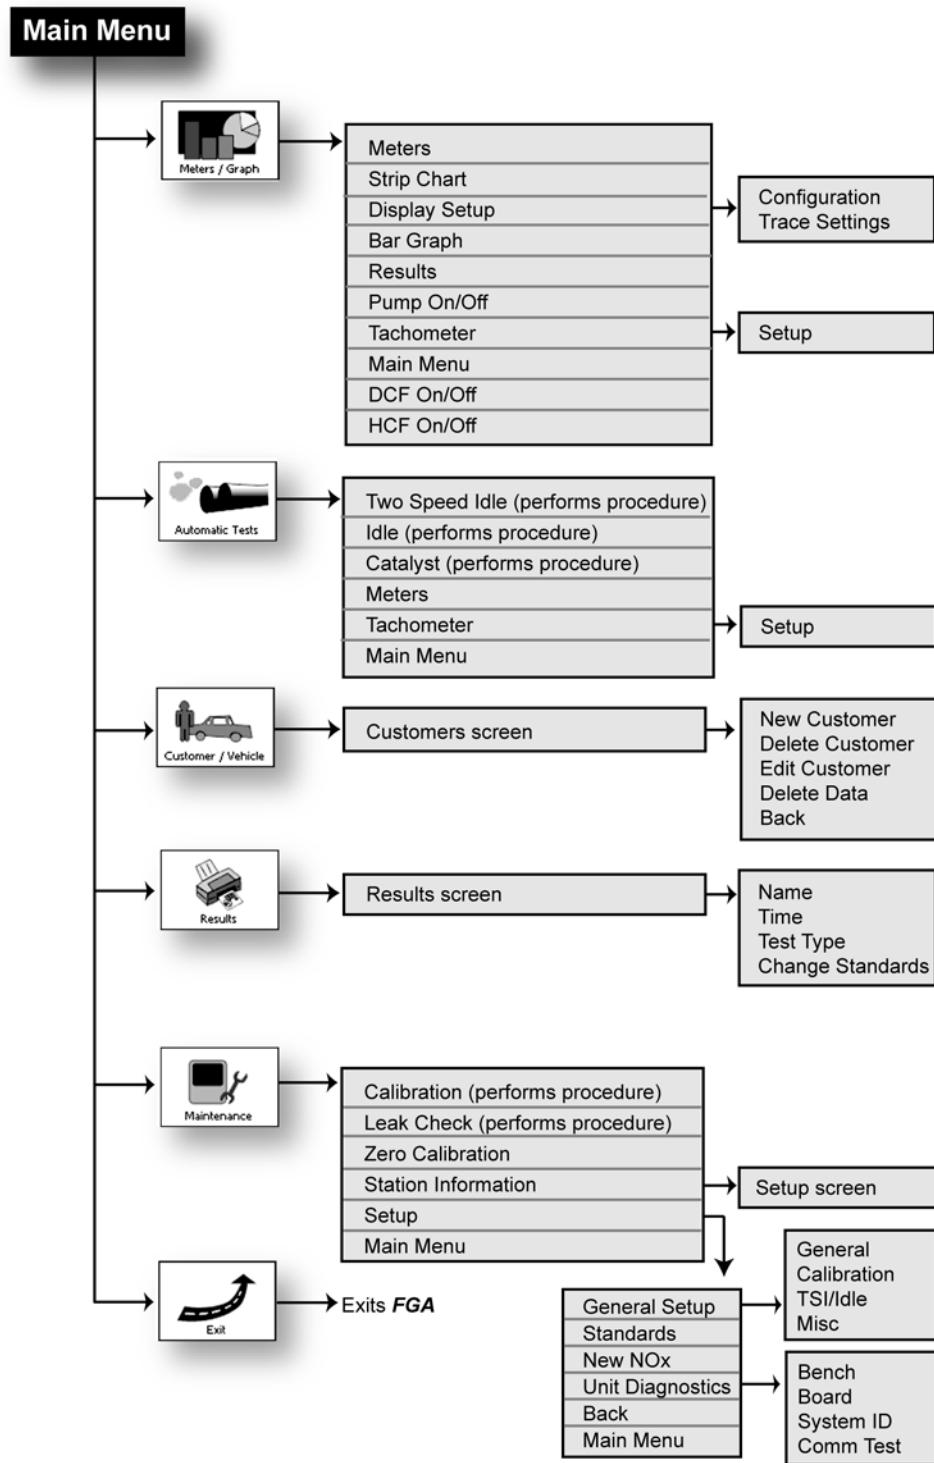 Main Menu
Meters / Graph
Meters
Strip Chart
Display Setup
Bar Graph
Results
Pump On/Off
Tachometer
Main Menu
DCF On/Off
HCF On/Off
Configuration
Trace Settings
Setup
Automatic Tests
Two Speed Idle (performs procedure)
Idle (performs procedure)
Catalyst (performs procedure)
Meters
Tachometer
Main Menu
Setup
Customer / Vehicle
Customers screen
New Customer
Delete Customer
Edit Customer
Delete Data
Back
Results
Results screen
Name
Time
Test Type
Change Standards
Maintenance
Calibration (performs procedure)
Leak Check (performs procedure)
Zero Calibration
Station Information
Setup
Main Menu
Setup screen
General Setup
Standards
New NOx
Unit Diagnostics
Back
Main Menu
General
Calibration
TSI/Idle
Misc
Bench
Board
System ID
Comm Test
Exit
Exits FGA